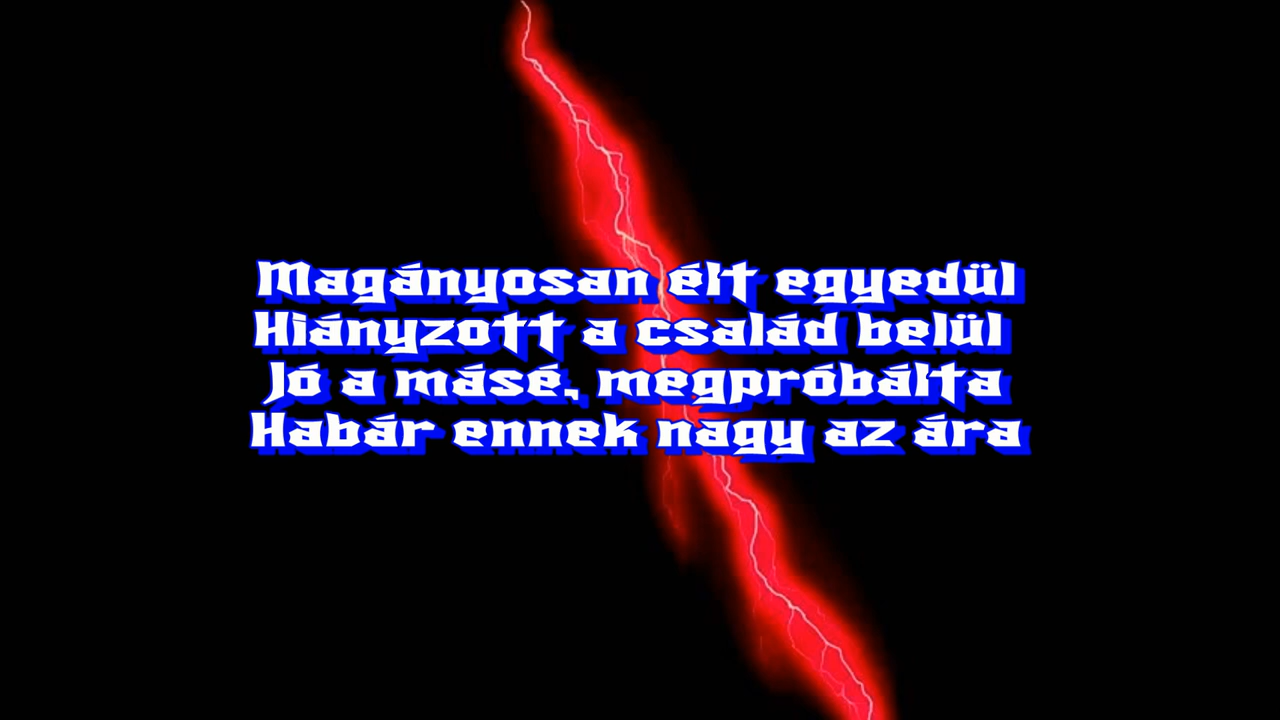 Magányosan élt egyedül
Hiányzott a család belül
Jó a másé, megpróbálta
Habár ennek nagy az ára